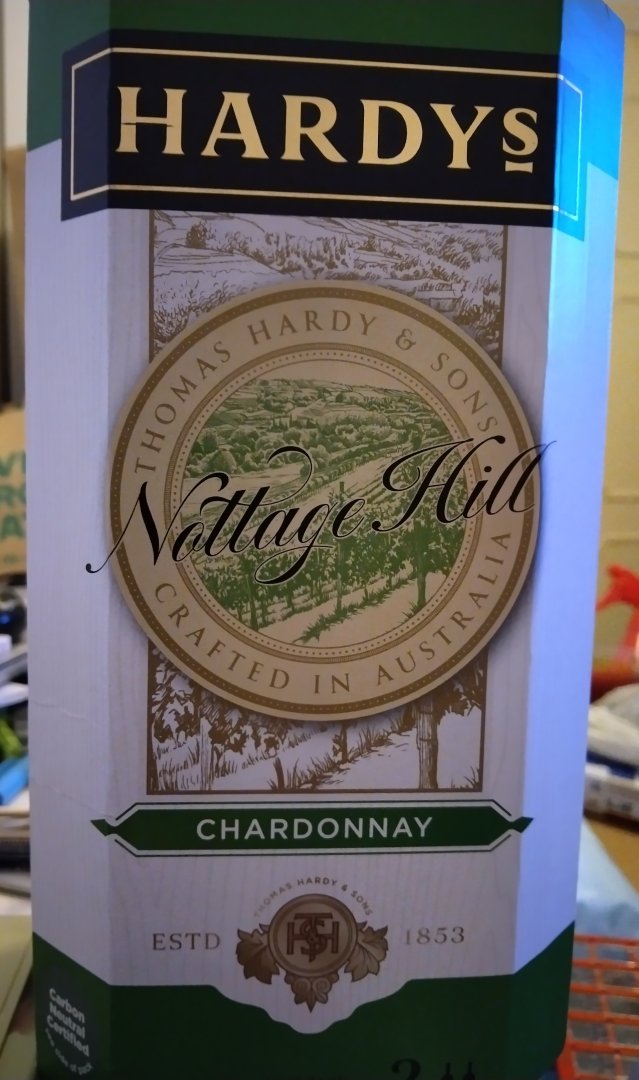 HARDYS
THOMAS HARDY & SONS
Nottage Hill
CRAFTED IN AUSTRALIA
CHARDONNAY
THOMAS HARDY & SONS
ESTD
1853
Carbon
Neutral
Certified